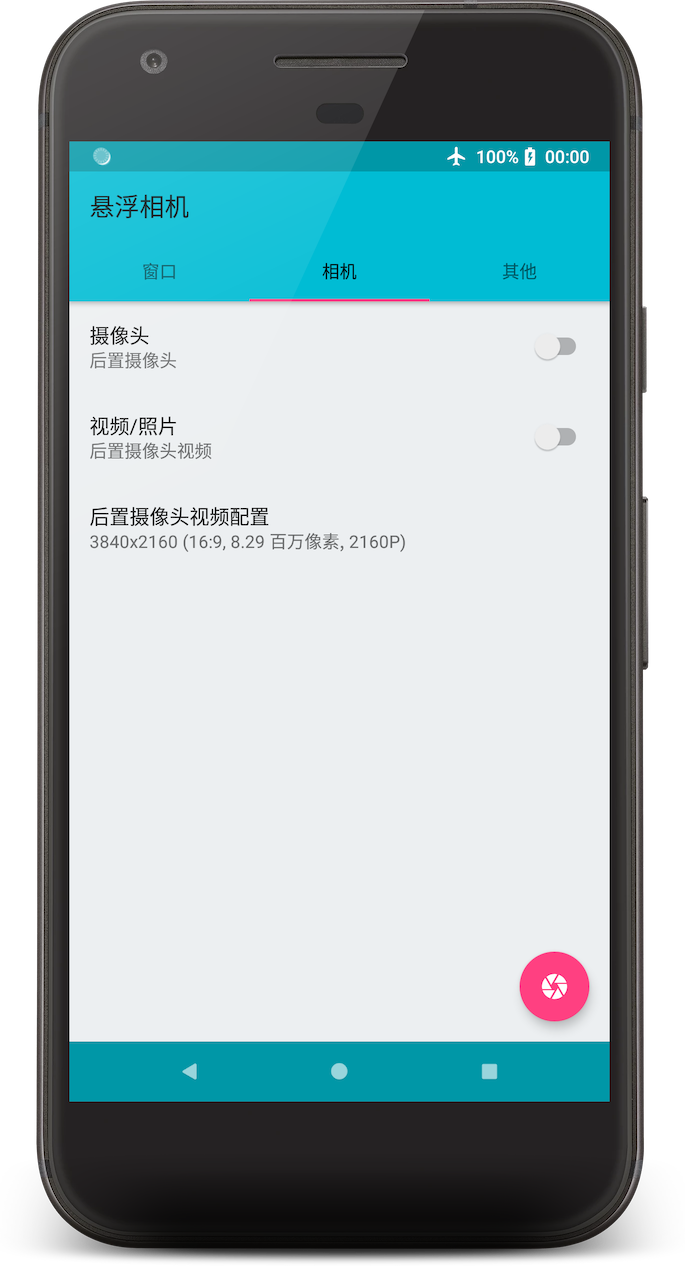 100% 00:00
悬浮相机
窗口 相机 其他
摄像头
后置摄像头
视频/照片
后置摄像头视频
后置摄像头视频配置
3840x2160 (16:9, 8.29 百万像素, 2160P)